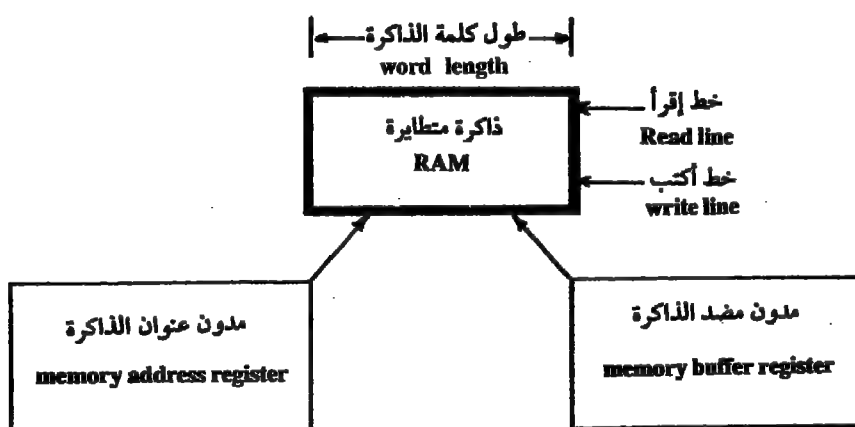 طول كلمة الذاكرة
word length
خط إقرأ
Read line
ذاكرة متطايرة
RAM
خط أكتب
write line
مدون عنوان الذاكرة
memory address register
مدون مضد الذاكرة
memory buffer register